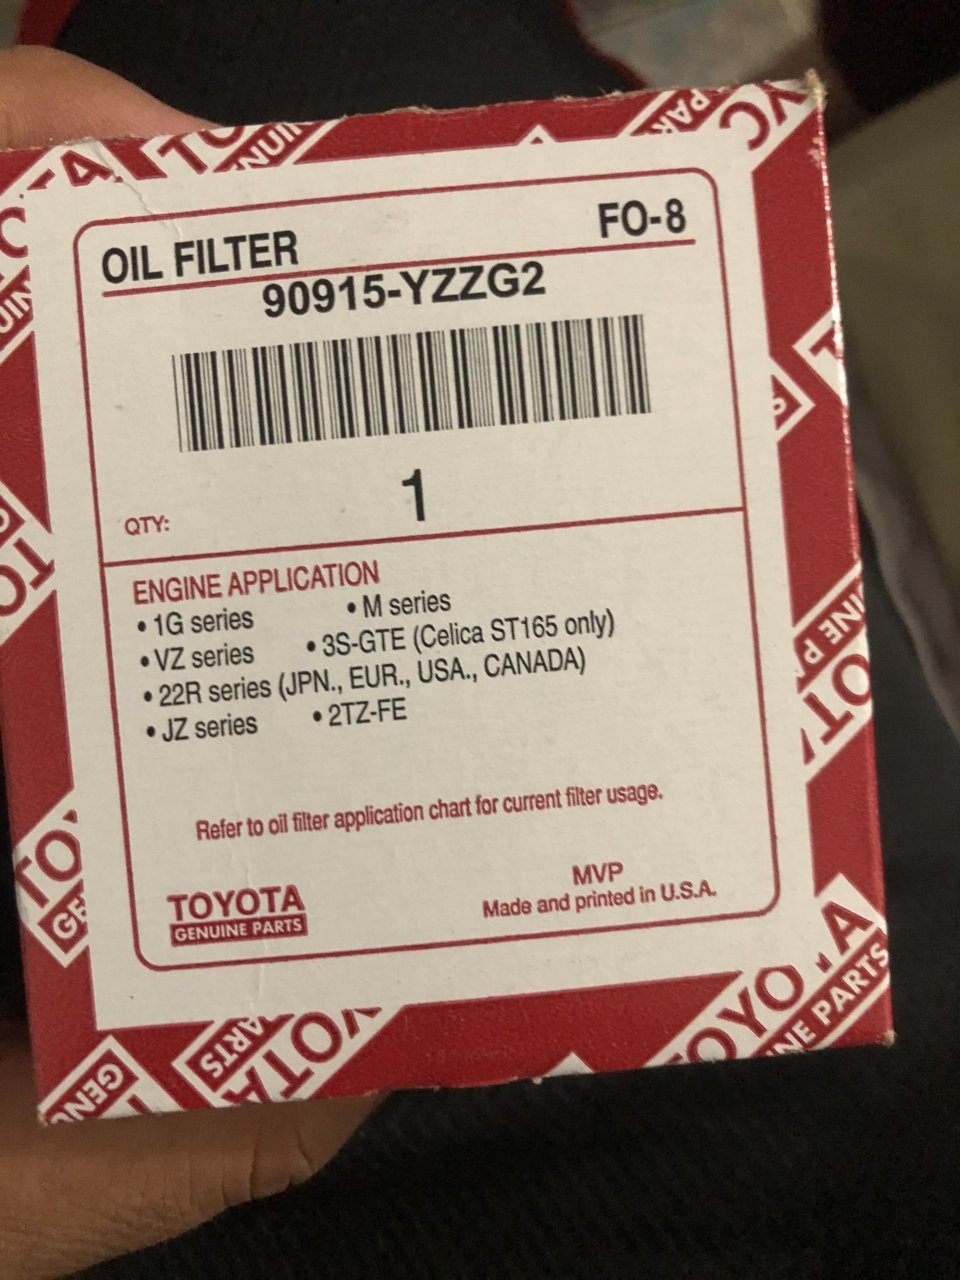 OIL FILTER FO-8
90915-YZZG2
QTY: 1
ENGINE APPLICATION
• 1G series • M series
• VZ series • 3S-GTE (Celica ST165 only)
• 22R series (JPN., EUR., USA., CANADA)
• JZ series • 2TZ-FE
Refer to oil filter application chart for current filter usage.
TOYOTA
GENUINE PARTS
MVP
Made and printed in U.S.A.